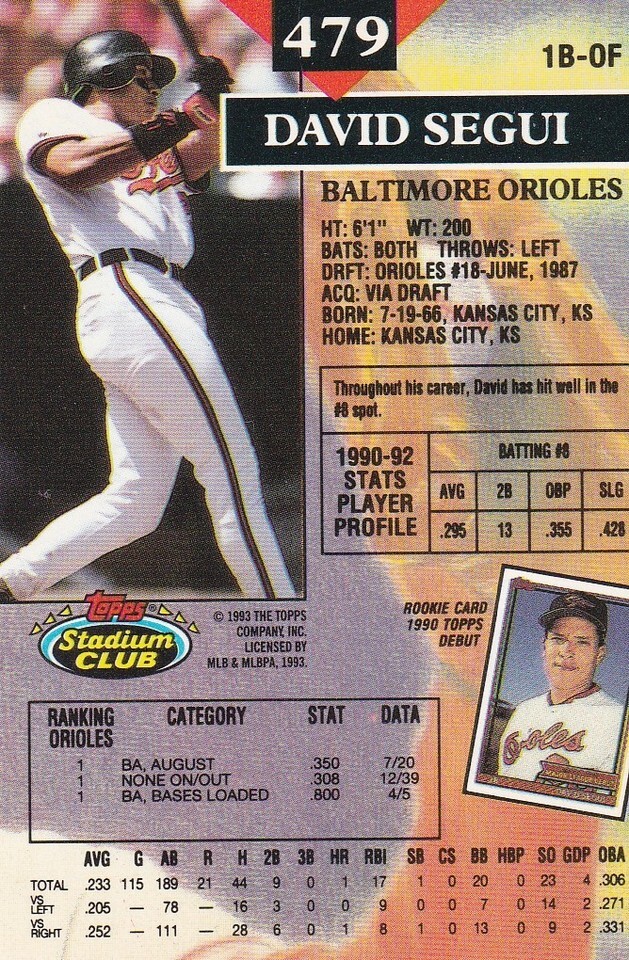 479
1B-OF
DAVID SEGUI
BALTIMORE ORIOLES
HT: 6'1" WT: 200
BATS: BOTH THROWS: LEFT
DRFT: ORIOLES #18-JUNE, 1987
ACQ: VIA DRAFT
BORN: 7-19-66, KANSAS CITY, KS
HOME: KANSAS CITY, KS
Throughout his career, David has hit well in the
#8 spot.
1990-92
STATS
PLAYER
PROFILE
BATTING #8
AVG 2B OBP SLG
.295 13 .355 .428
ROOKIE CARD
1990 TOPPS
DEBUT
Orioles
Topps®
Stadium
CLUB
© 1993 THE TOPPS
COMPANY, INC.
LICENSED BY
MLB & MLBPA, 1993.
RANKING CATEGORY STAT DATA
ORIOLES
1 BA, AUGUST .350 7/20
1 NONE ON/OUT .308 12/39
1 BA, BASES LOADED .800 4/5
AVG G AB R H 2B 3B HR RBI SB CS BB HBP SO GDP OBA
TOTAL .233 115 189 21 44 9 0 1 17 1 0 20 0 23 4 .306
VS
LEFT .205 — 78 — 16 3 0 0 9 0 0 7 0 14 2 .271
VS
RIGHT .252 — 111 — 28 6 0 1 8 1 0 13 0 9 2 .331